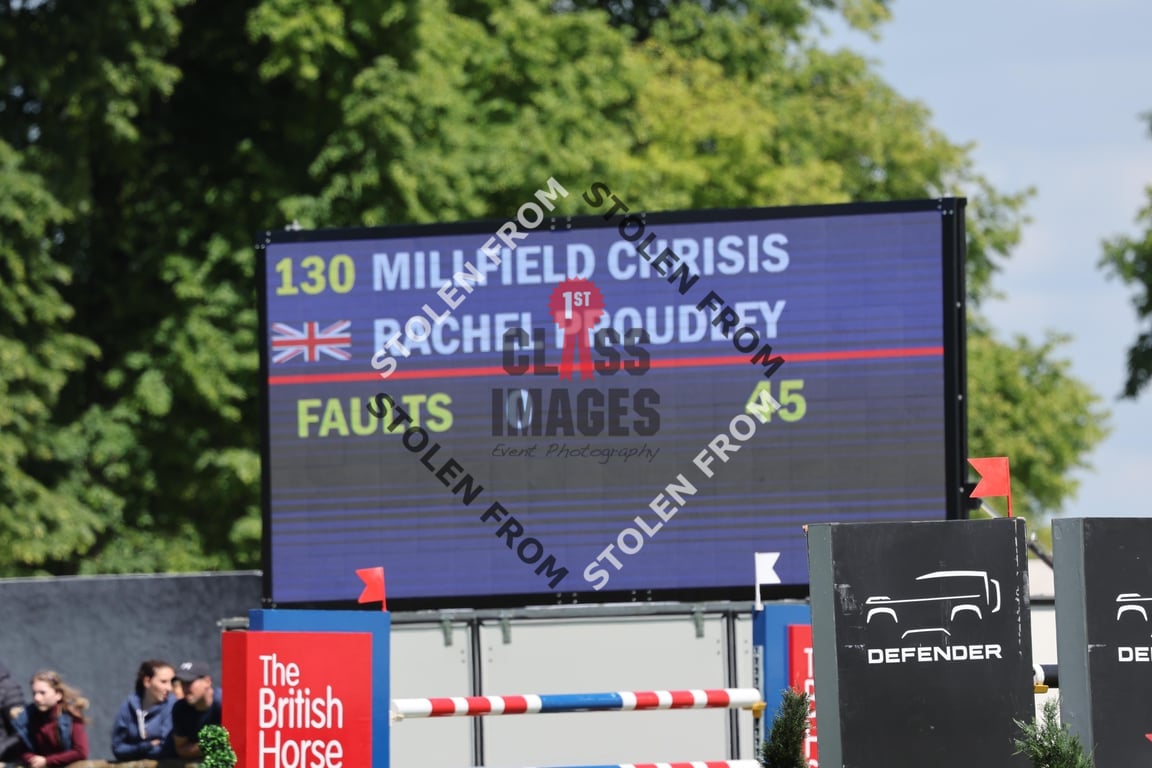 130 MILLFIELD CHRISIS
RACHEL PROUDLEY
FAULTS 0 45
STOLEN FROM
STOLEN FROM
STOLEN FROM
STOLEN FROM
1ST
CLASS
IMAGES
Event Photography
The
British
Horse
DEFENDER